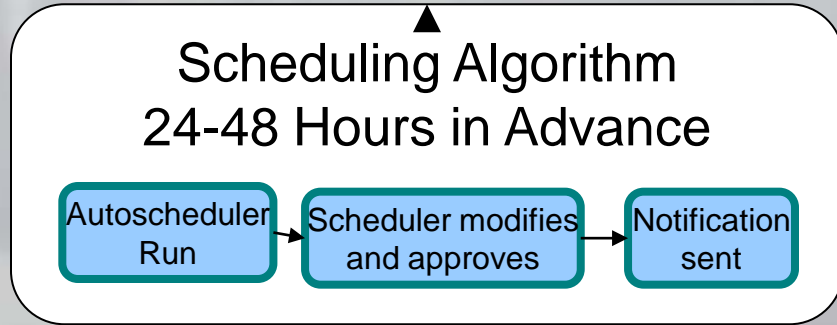 Scheduling Algorithm
24-48 Hours in Advance
Autoscheduler
Run
Scheduler modifies
and approves
Notification
sent